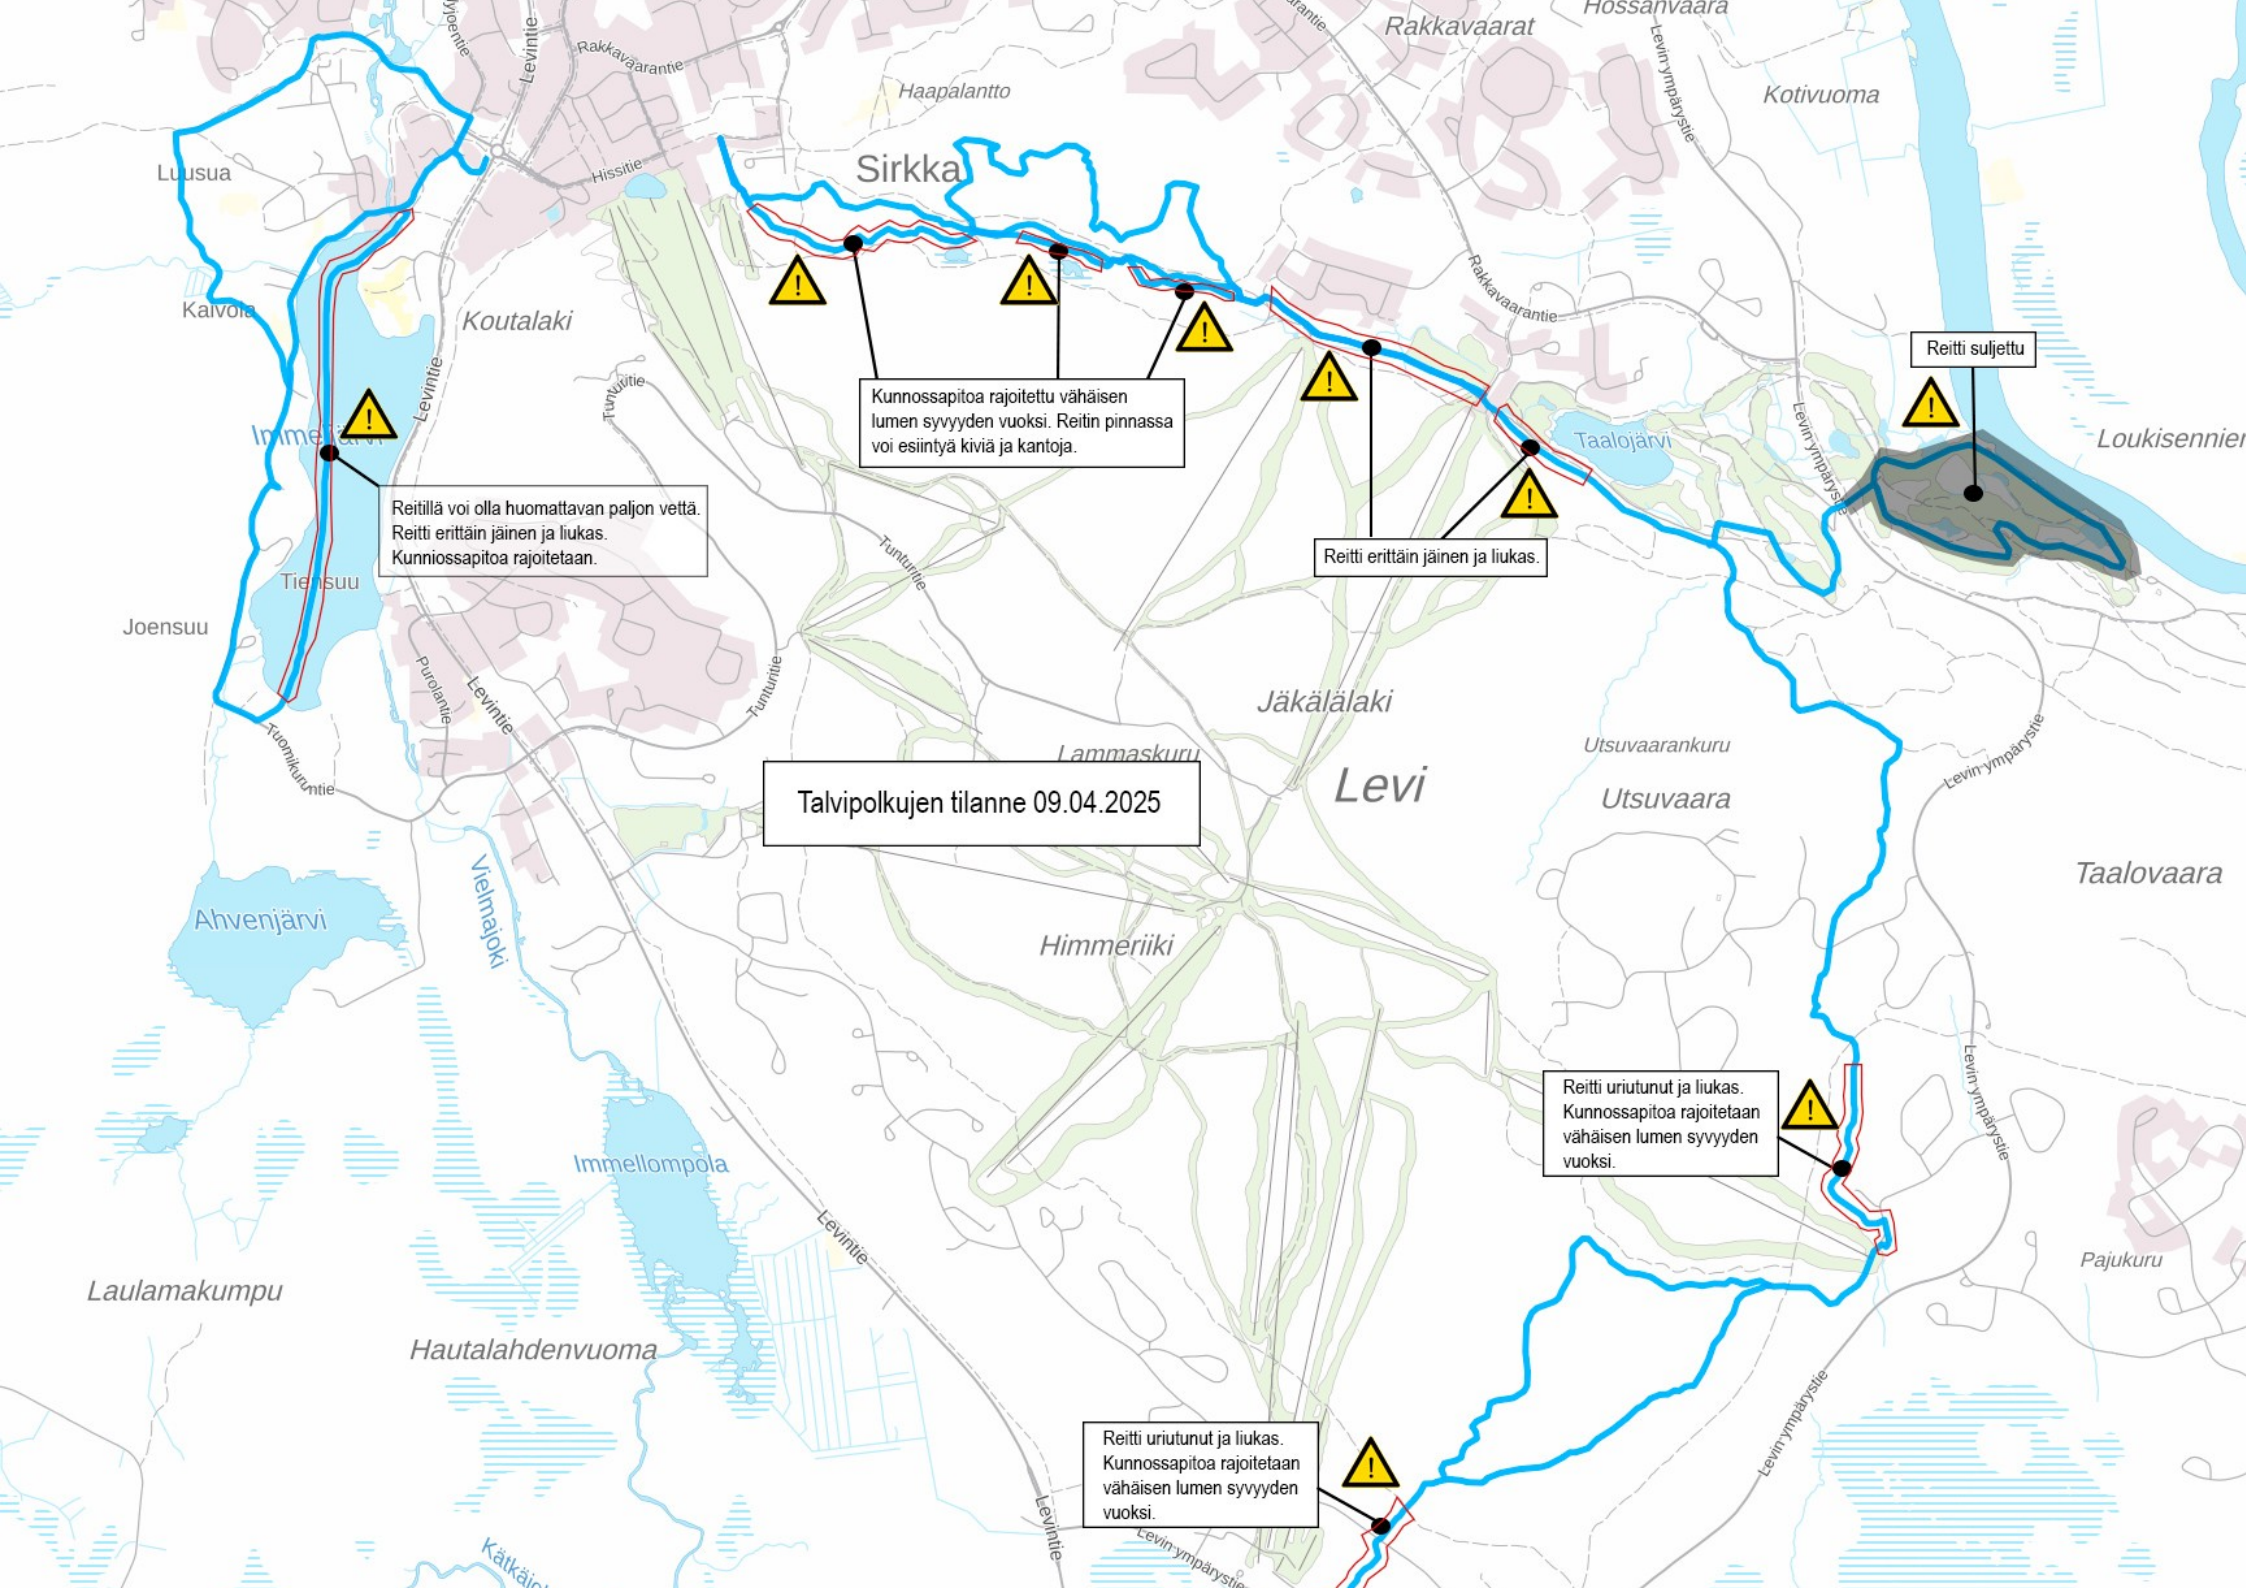 Hossanvaara
Rakkavaarat
Levintie
Rakkavaarantie
Levin ympärystie
Haapalantto
Kotivuoma
Sirkka
Luusua
Hissitie
Kaivola
Koutalaki
Rakkavaarantie
Reitti suljettu
Levintie
Tunturitie
Kunnossapitoa rajoitettu vähäisen
lumen syvyyden vuoksi. Reitin pinnassa
voi esiintyä kiviä ja kantoja.
Levin ympärystie
Immeljärvi
Taalojärvi
Reitillä voi olla huomattavan paljon vettä.
Reitti erittäin jäinen ja liukas.
Kunniossapitoa rajoitetaan.
Tunturitie
Reitti erittäin jäinen ja liukas.
Tiensuu
Joensuu
Purolantie
Levintie
Tunturitie
Jäkälälaki
Tuomikuruntie
Lammaskuru
Utsuvaarankuru
Levin ympärystie
Talvipolkujen tilanne 09.04.2025
Levi
Utsuvaara
Taalovaara
Vielmajoki
Ahvenjärvi
Himmeriiki
Levin ympärystie
Reitti uriutunut ja liukas.
Kunnossapitoa rajoitetaan
vähäisen lumen syvyyden
vuoksi.
Immellompola
Levintie
Pajukuru
Laulamakumpu
Hautalahdenvuoma
Levin ympärystie
Reitti uriutunut ja liukas.
Kunnossapitoa rajoitetaan
vähäisen lumen syvyyden
vuoksi.
Levintie
Levin ympärystie